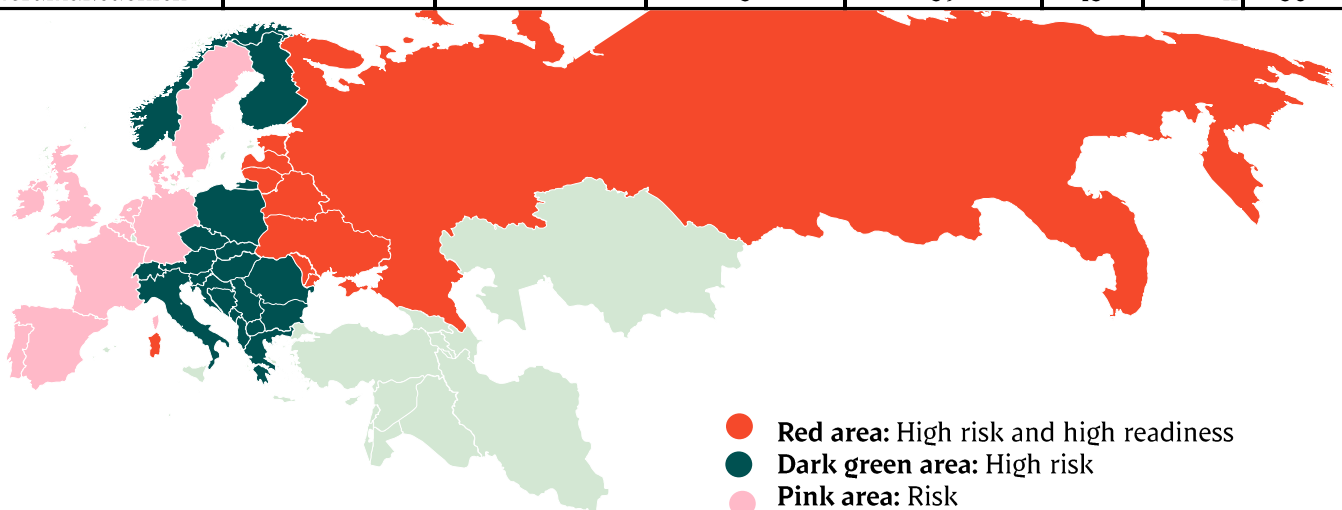 Red area: High risk and high readiness
Dark green area: High risk
Pink area: Risk